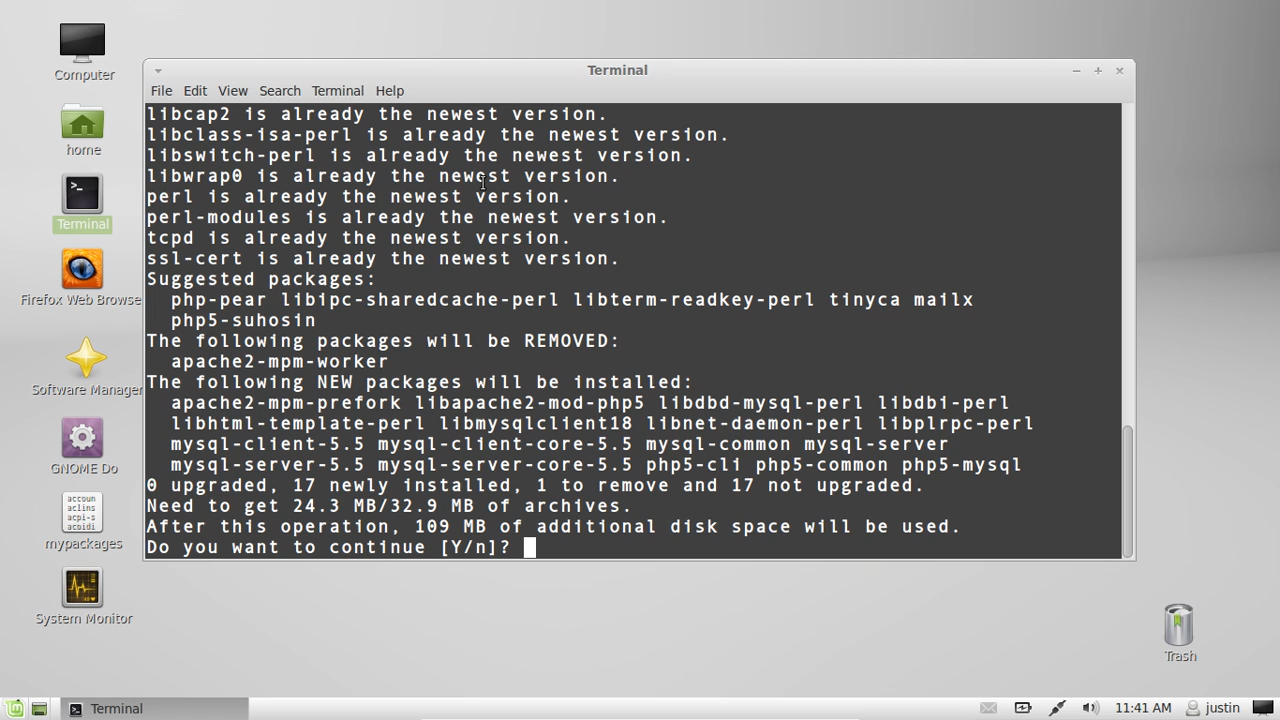 Computer
home
Terminal
Firefox Web Browse
Software Manager
GNOME Do
accoun
aclins
acpi-s
acpidi
mypackages
System Monitor
Terminal
File Edit View Search Terminal Help
libcap2 is already the newest version.
libclass-isa-perl is already the newest version.
libswitch-perl is already the newest version.
libwrap0 is already the newest version.
perl is already the newest version.
perl-modules is already the newest version.
tcpd is already the newest version.
ssl-cert is already the newest version.
Suggested packages:
  php-pear libipc-sharedcache-perl libterm-readkey-perl tinyca mailx
  php5-suhosin
The following packages will be REMOVED:
  apache2-mpm-worker
The following NEW packages will be installed:
  apache2-mpm-prefork libapache2-mod-php5 libdbd-mysql-perl libdbi-perl
  libhtml-template-perl libmysqlclient18 libnet-daemon-perl libplrpc-perl
  mysql-client-5.5 mysql-client-core-5.5 mysql-common mysql-server
  mysql-server-5.5 mysql-server-core-5.5 php5-cli php5-common php5-mysql
0 upgraded, 17 newly installed, 1 to remove and 17 not upgraded.
Need to get 24.3 MB/32.9 MB of archives.
After this operation, 109 MB of additional disk space will be used.
Do you want to continue [Y/n]?
Trash
Terminal
11:41 AM
justin